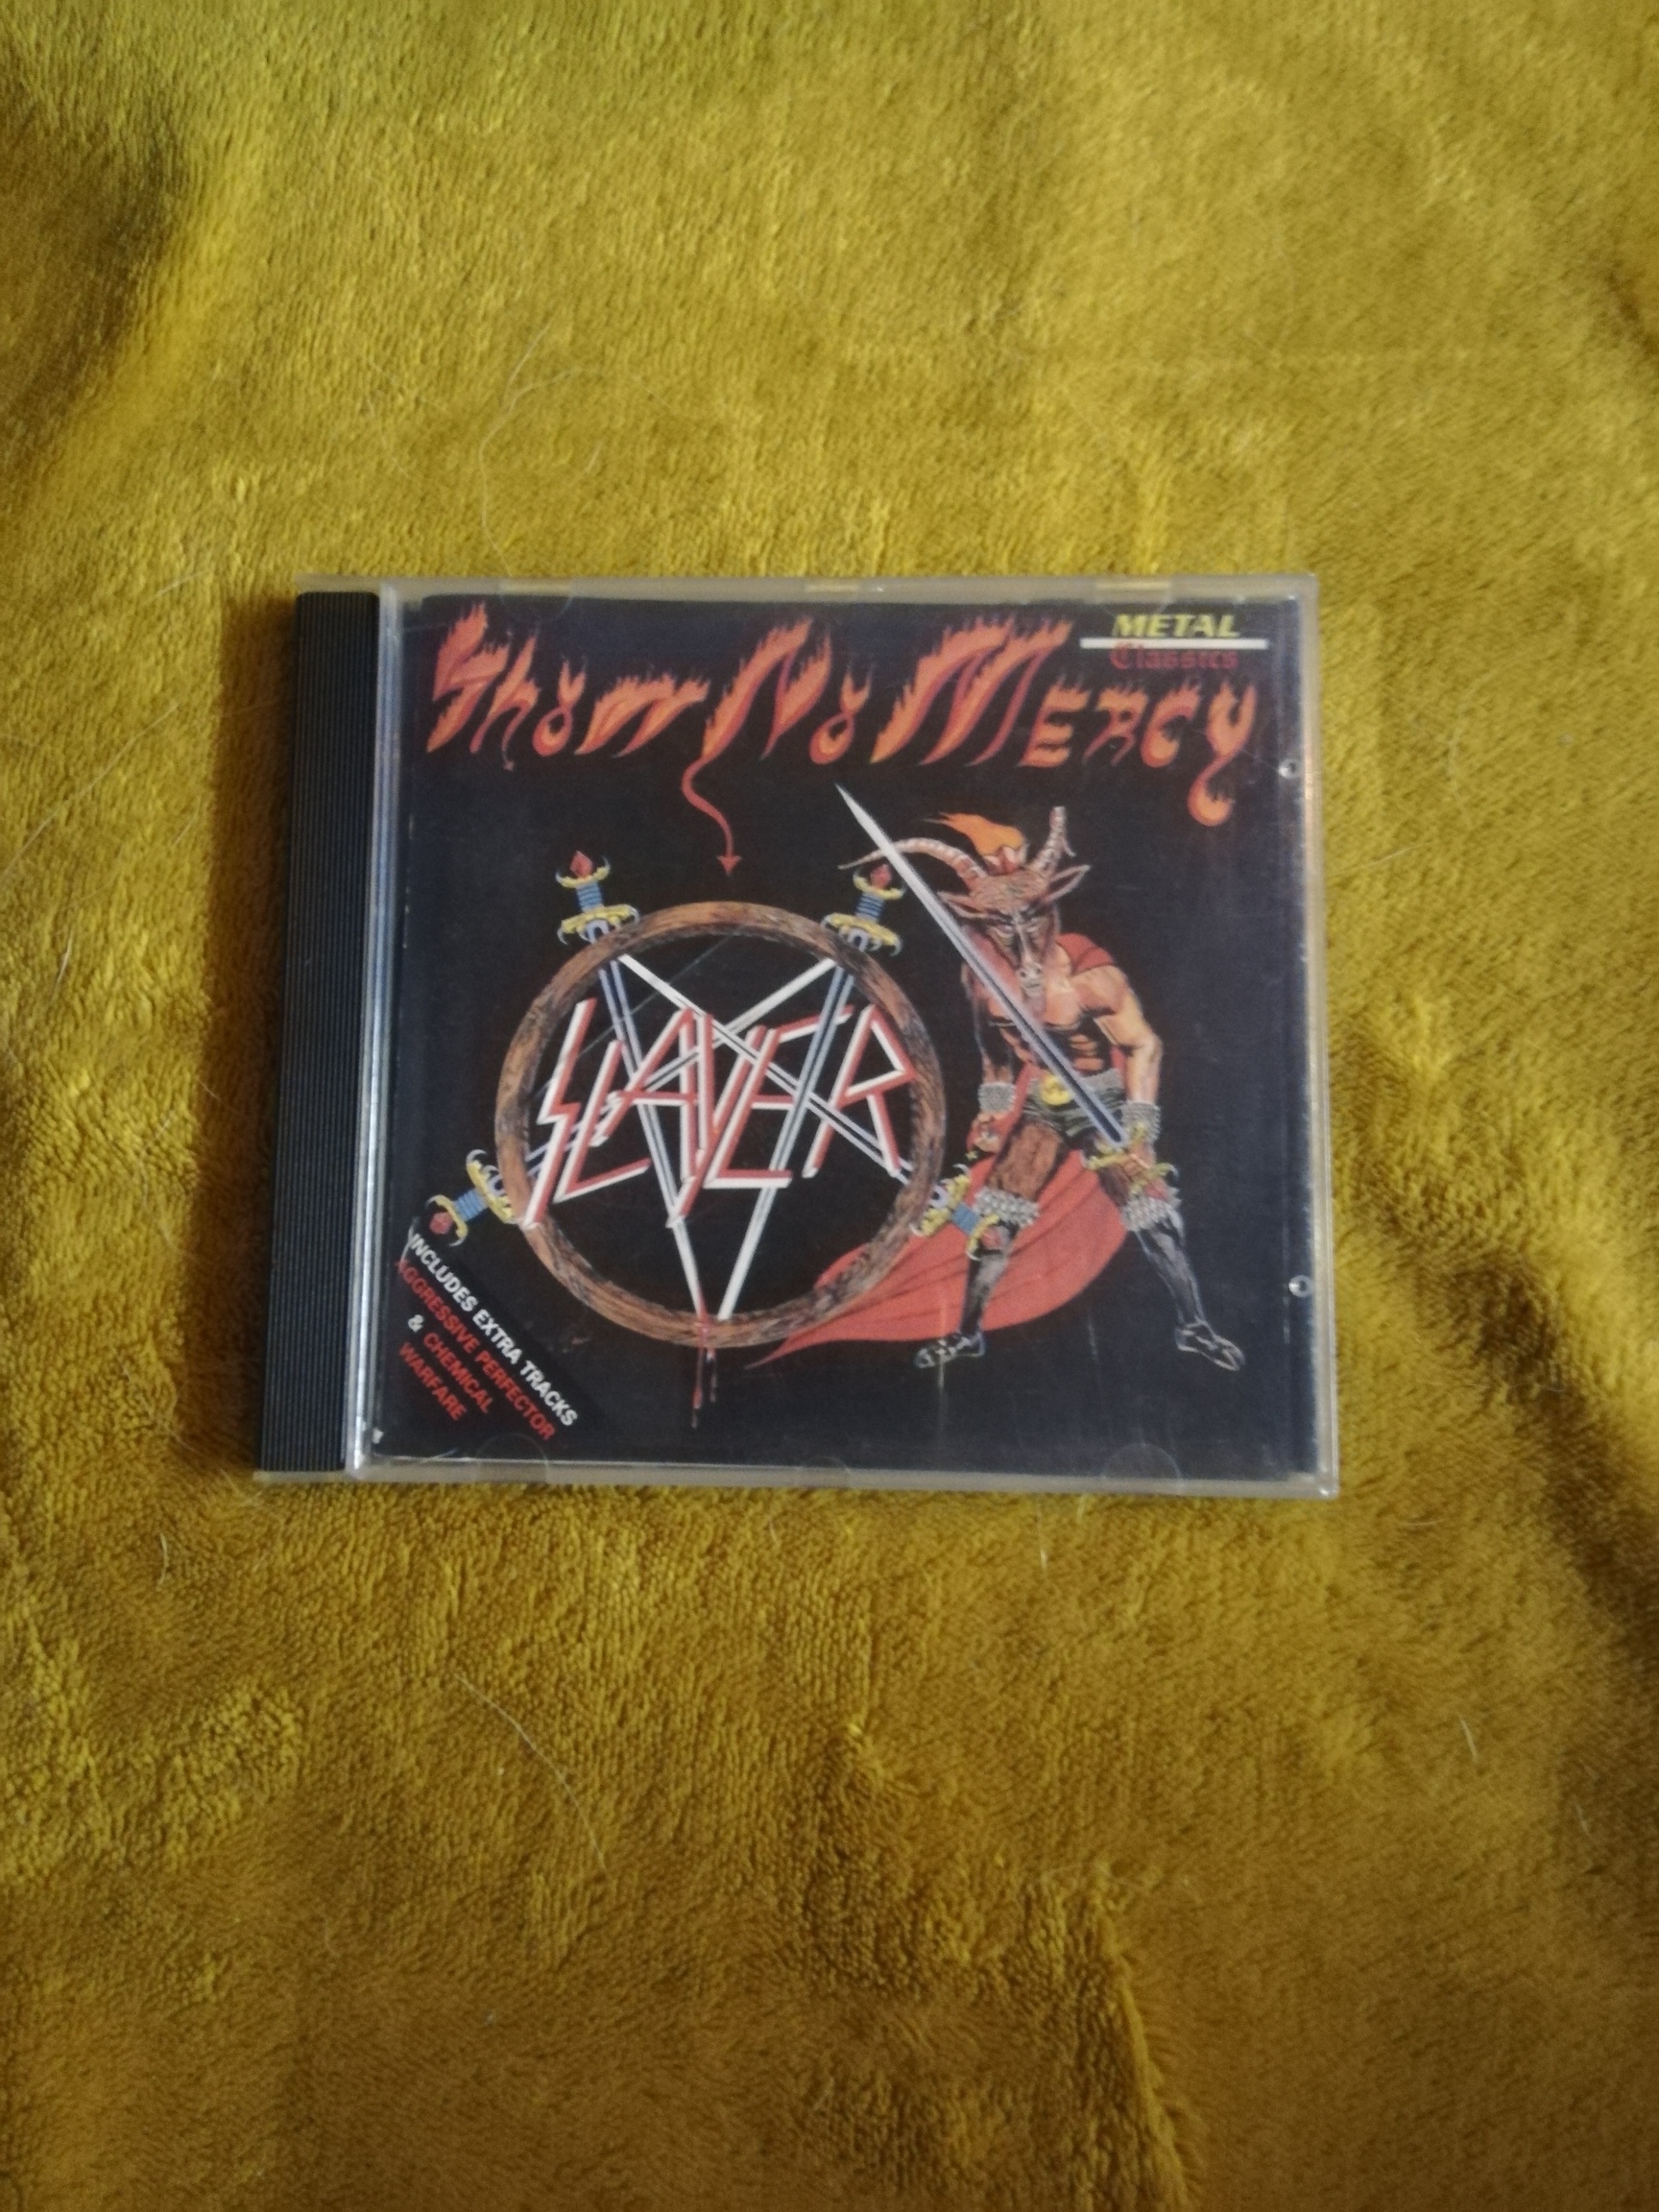 METAL
Classics
Show No Mercy
SLAYER
INCLUDES EXTRA TRACKS
AGGRESSIVE PERFECTOR
& CHEMICAL
WARFARE